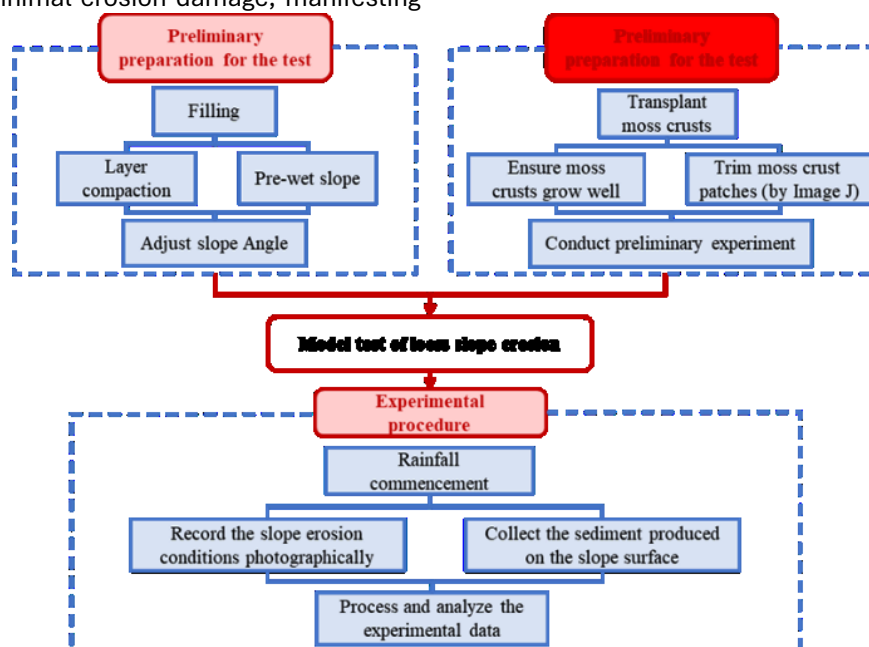 nimal erosion damage, manifesting
Preliminary
preparation for the test
Filling
Layer
compaction
Pre-wet slope
Adjust slope Angle
Preliminary
preparation for the test
Transplant
moss crusts
Ensure moss
crusts grow well
Trim moss crust
patches (by Image J)
Conduct preliminary experiment
Model test of loess slope erosion
Experimental
procedure
Rainfall
commencement
Record the slope erosion
conditions photographically
Collect the sediment produced
on the slope surface
Process and analyze the
experimental data